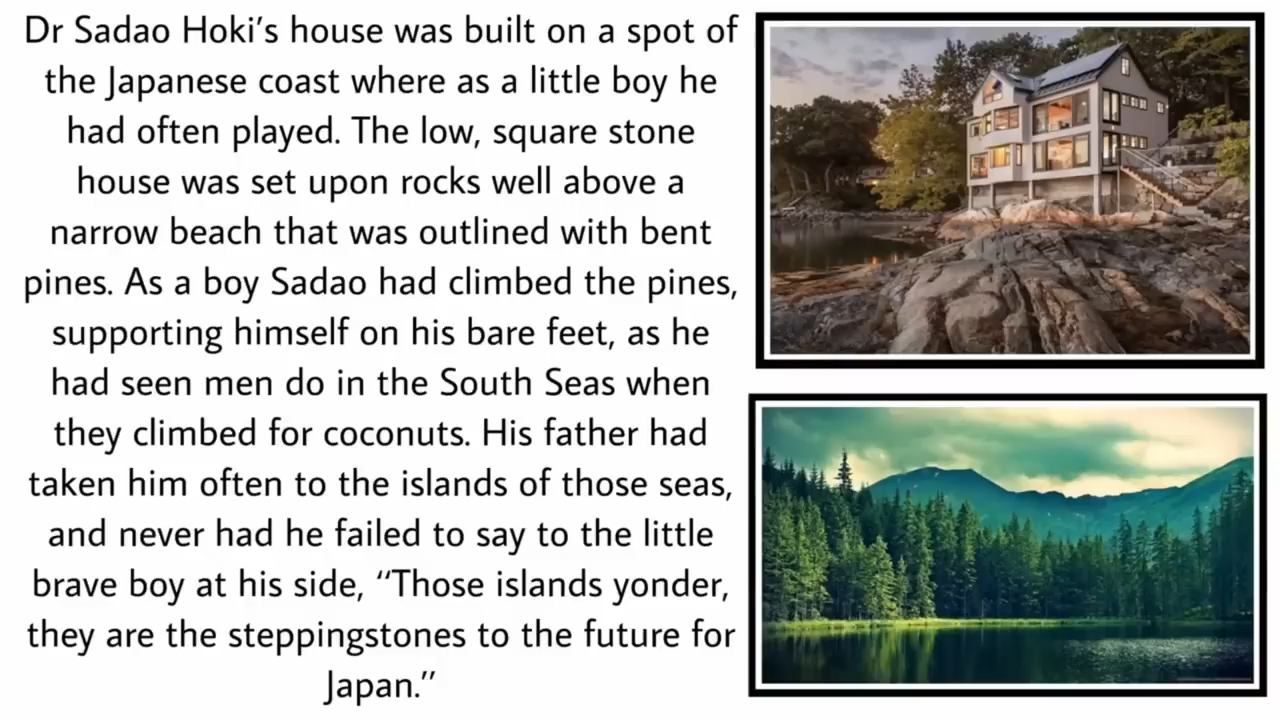 Dr Sadao Hoki’s house was built on a spot of
the Japanese coast where as a little boy he
had often played. The low, square stone
house was set upon rocks well above a
narrow beach that was outlined with bent
pines. As a boy Sadao had climbed the pines,
supporting himself on his bare feet, as he
had seen men do in the South Seas when
they climbed for coconuts. His father had
taken him often to the islands of those seas,
and never had he failed to say to the little
brave boy at his side, ‘‘Those islands yonder,
they are the steppingstones to the future for
Japan.’’